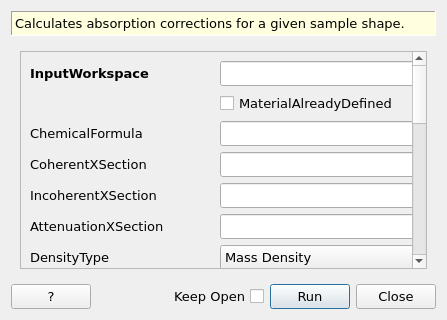 Calculates absorption corrections for a given sample shape.
InputWorkspace
MaterialAlreadyDefined
ChemicalFormula
CoherentXSection
IncoherentXSection
AttenuationXSection
DensityType Mass Density
? Keep Open Run Close